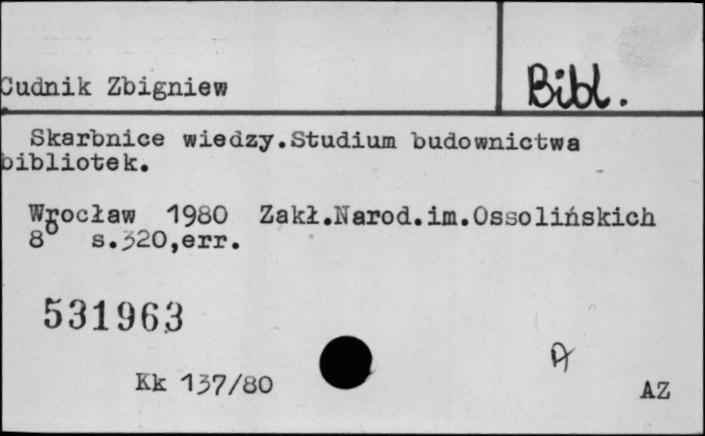 Cudnik Zbigniew
Bibl.
Skarbnice wiedzy.Studium budownictwa
bibliotek.
Wrocław 1980 Zakł.Narod.im.Ossolińskich
8° s.320,err.
531963
Kk 137/80
A
AZ